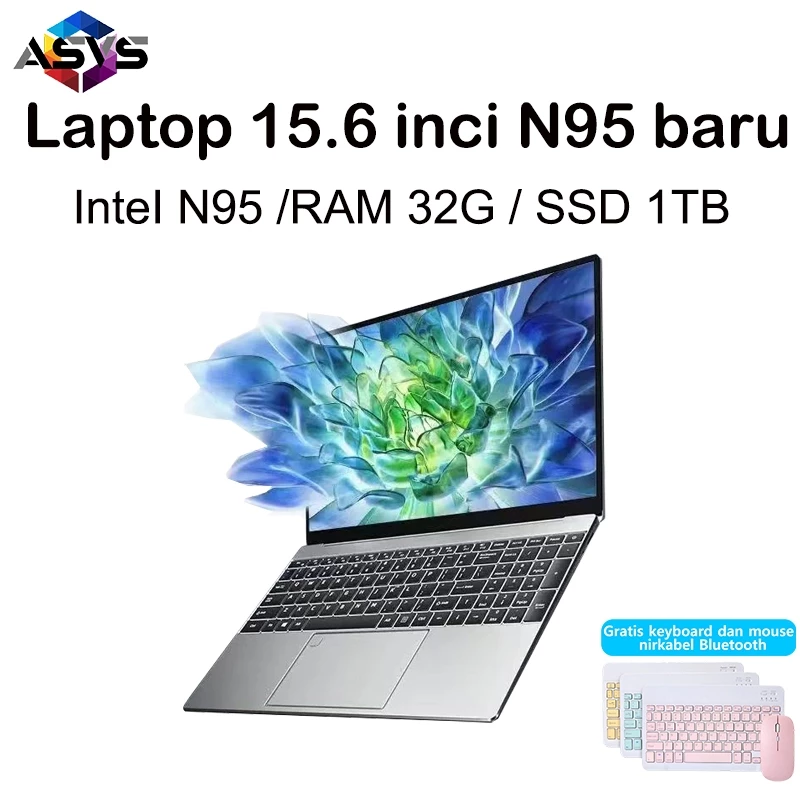 ASYS
Laptop 15.6 inci N95 baru
Intel N95 /RAM 32G / SSD 1TB
Gratis keyboard dan mouse
nirkabel Bluetooth